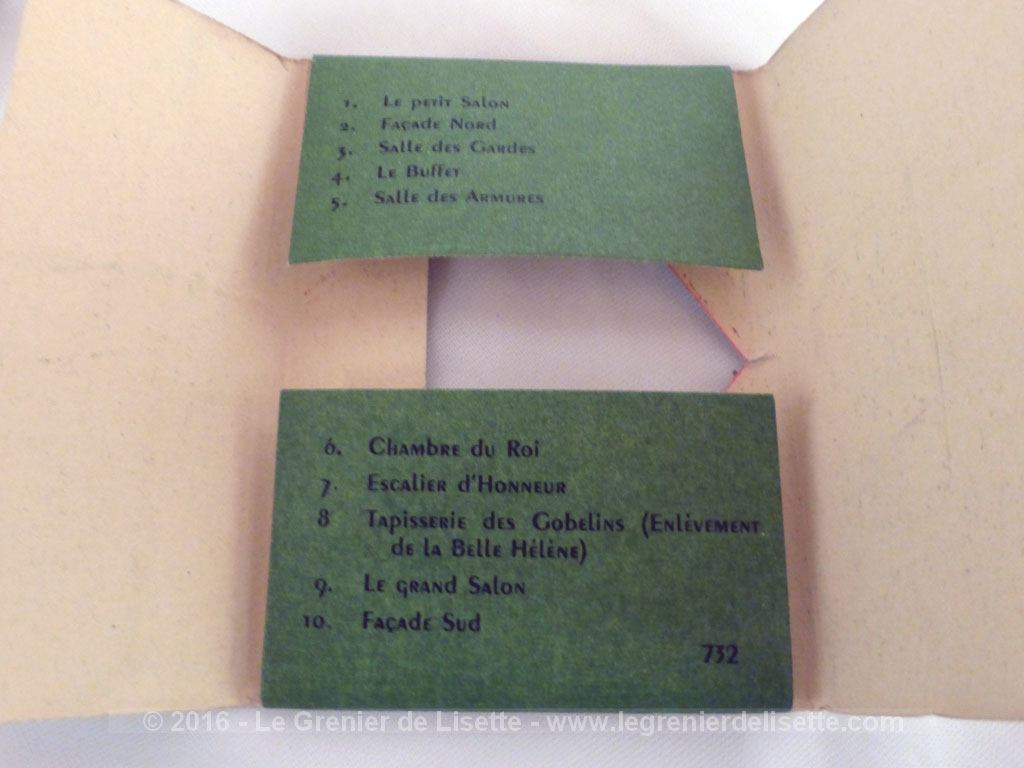 1. Le petit Salon
2. Façade Nord
3. Salle des Gardes
4. Le Buffet
5. Salle des Armures
6. Chambre du Roi
7. Escalier d'Honneur
8 Tapisserie des Gobelins (Enlèvement
de la Belle Hélène)
9. Le grand Salon
10. Façade Sud
732
© 2016 - Le Grenier de Lisette - www.legrenierdelisette.com